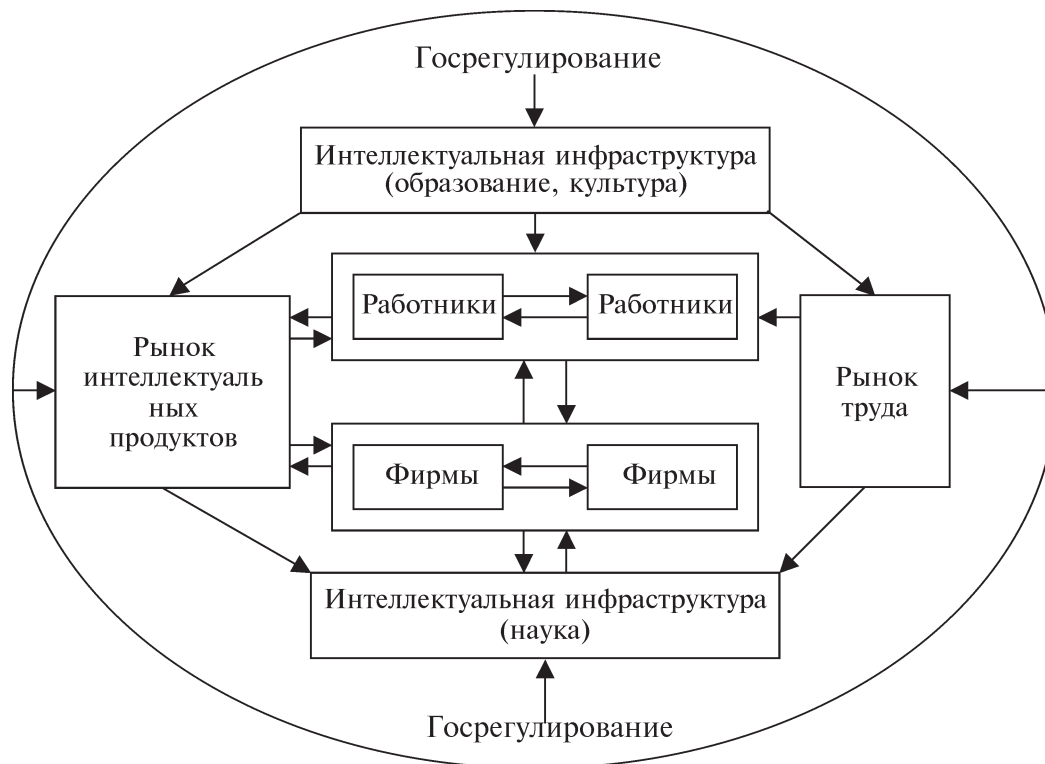 Госрегулирование
Интеллектуальная инфраструктура
(образование, культура)
Работники
Работники
Рынок
интеллектуаль
ных
продуктов
Рынок
труда
Фирмы
Фирмы
Интеллектуальная инфраструктура
(наука)
Госрегулирование